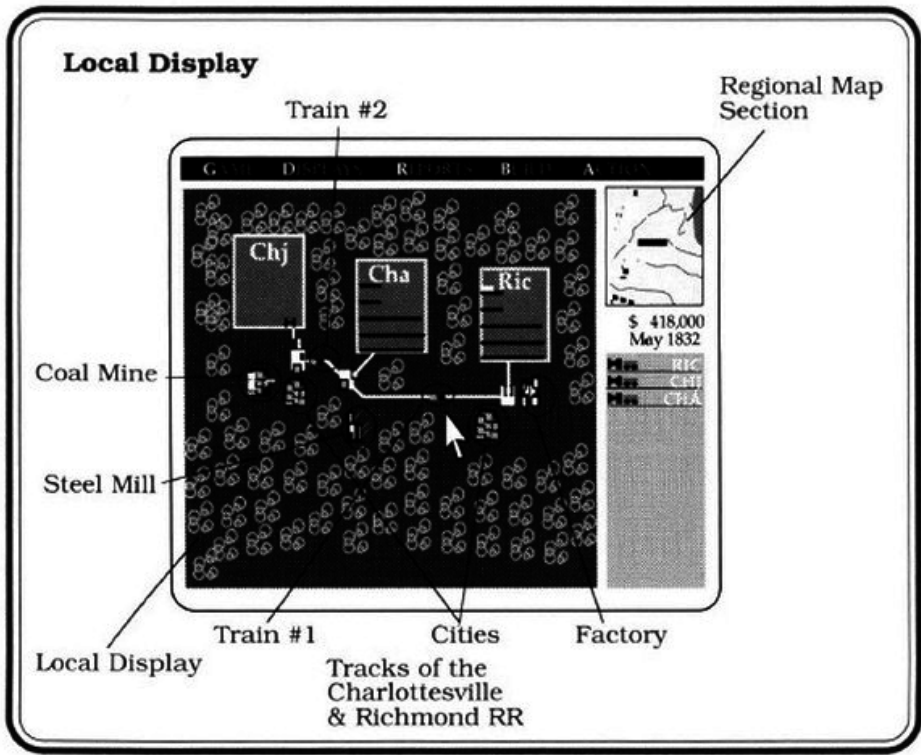 Local Display
Train #2
Regional Map
Section
G D R B A
Chj
Cha
Ric
$ 418,000
May 1832
RIC
CHJ
CHA
Coal Mine
Steel Mill
Local Display
Train #1
Cities
Factory
Tracks of the
Charlottesville
& Richmond RR